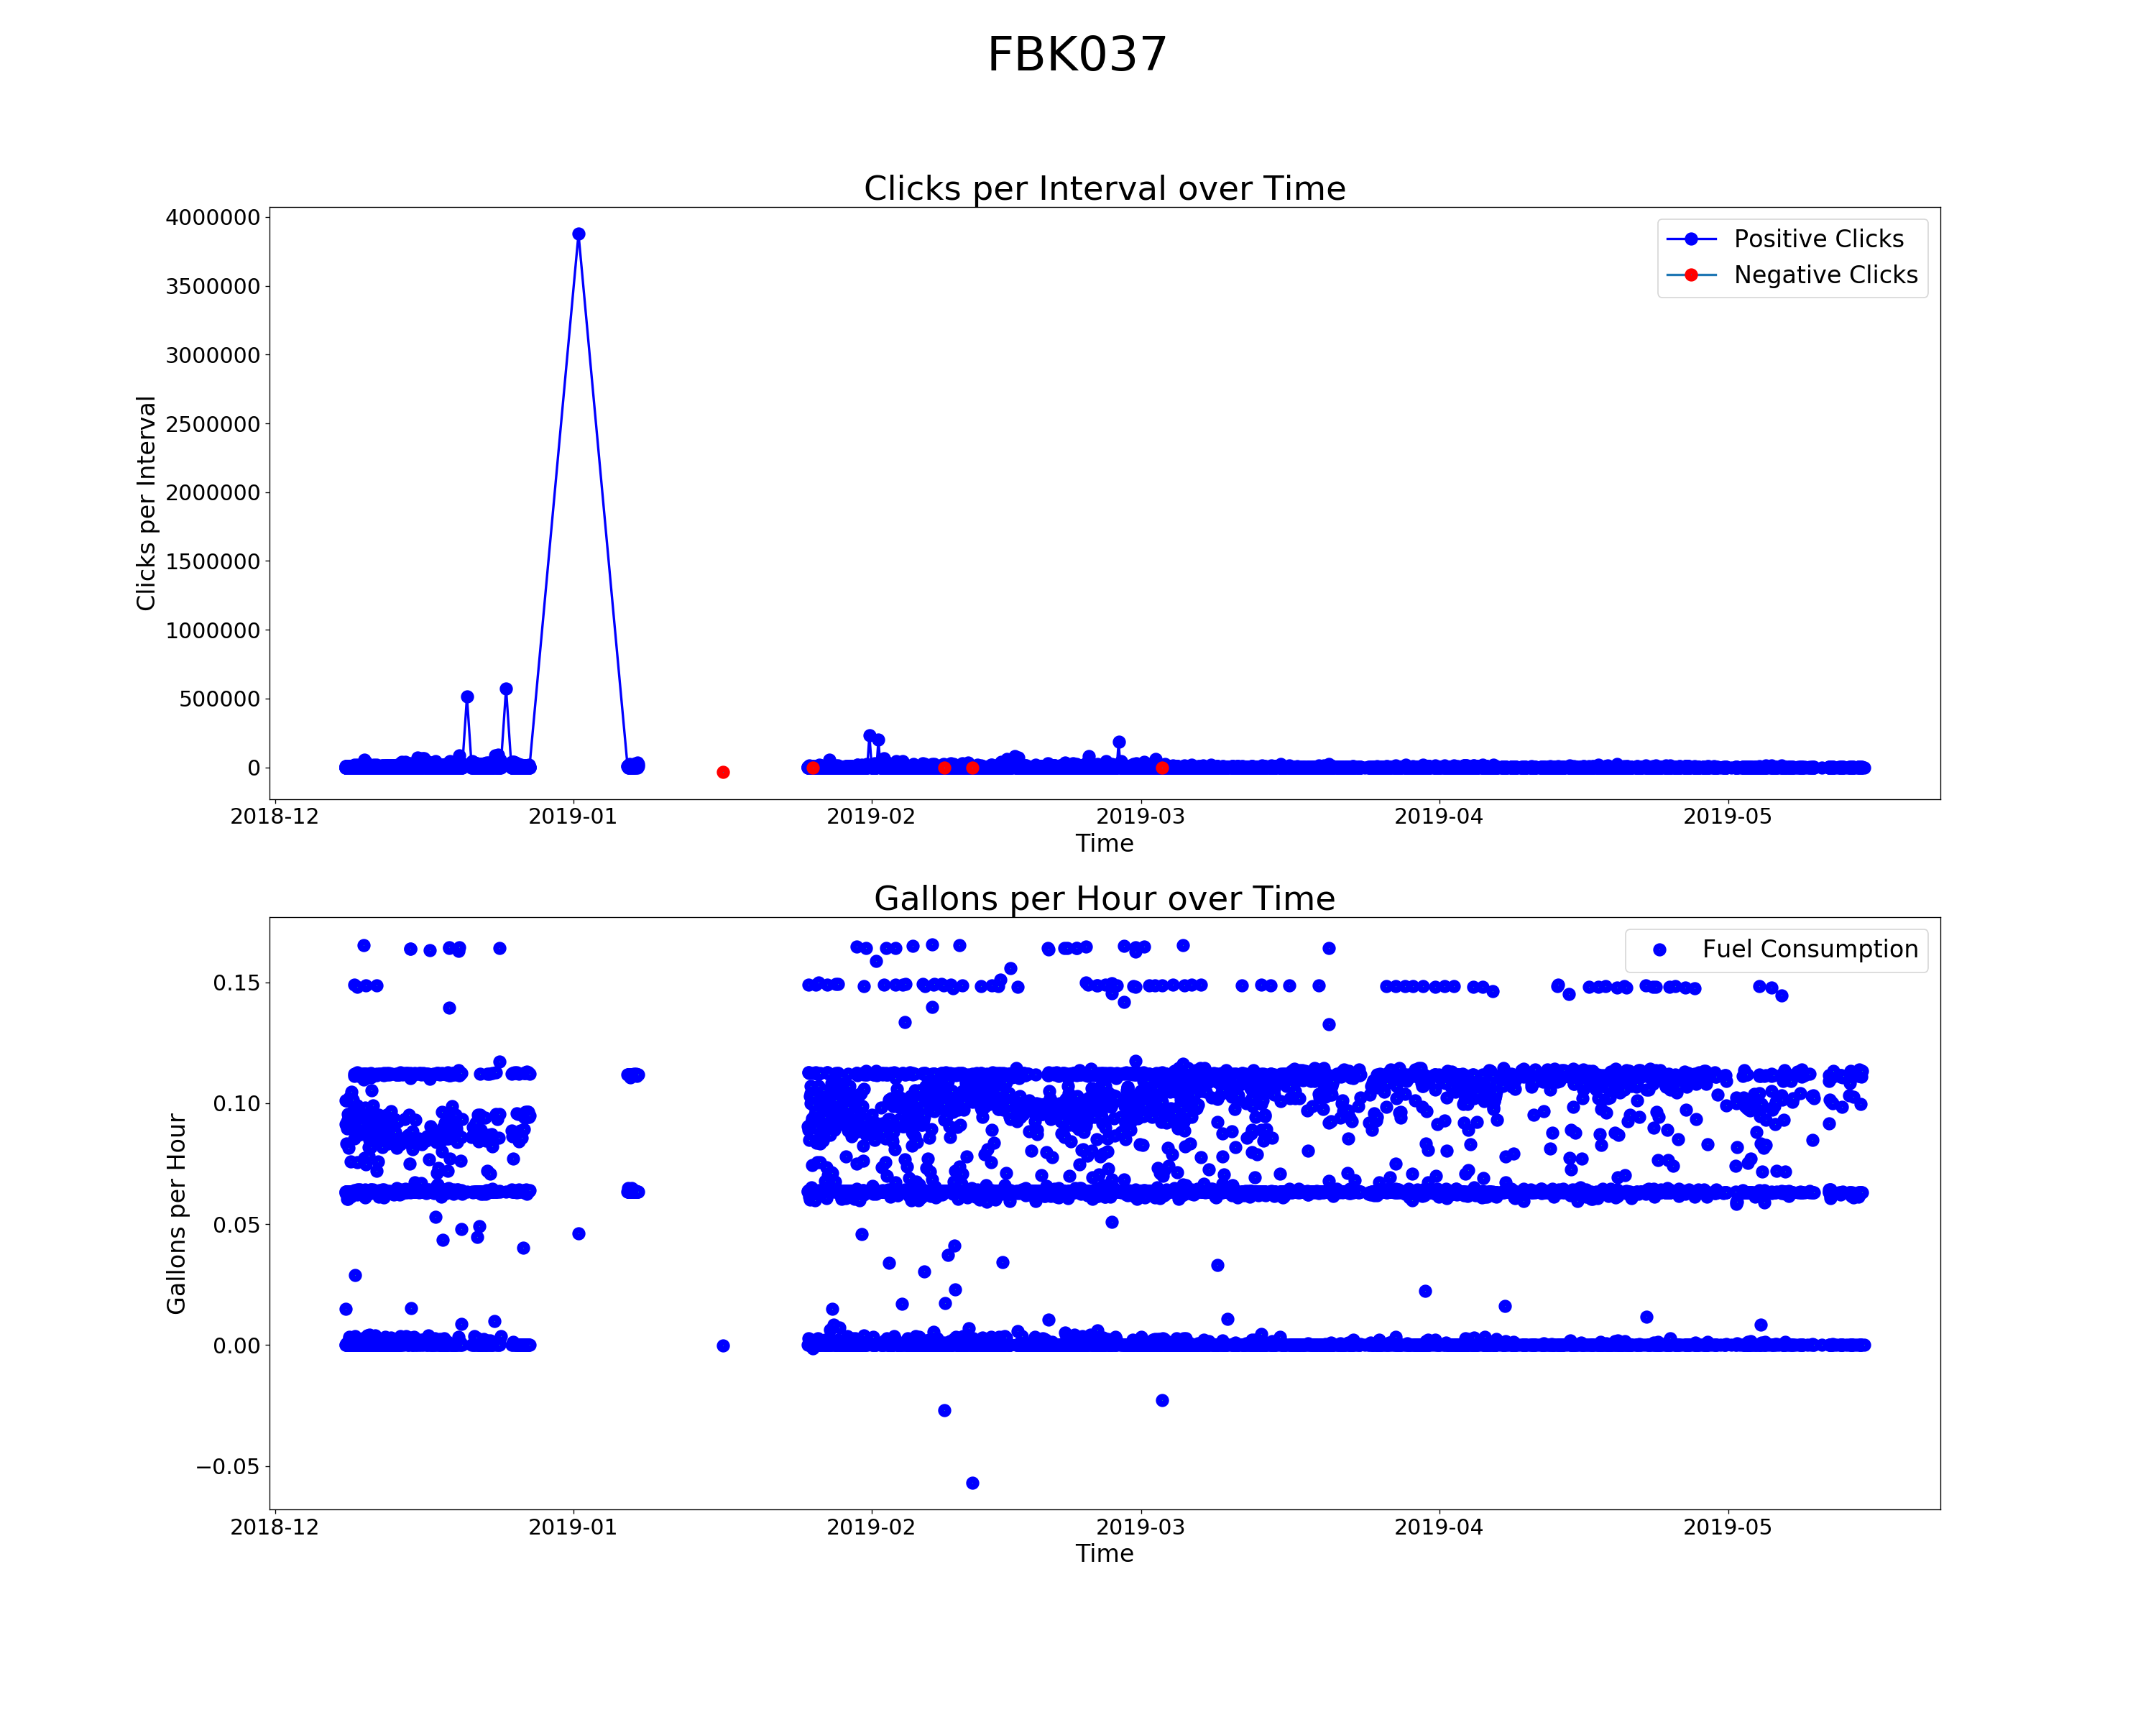 FBK037
Clicks per Interval over Time
4000000
3500000
3000000
2500000
2000000
1500000
1000000
500000
0
Clicks per Interval
Positive Clicks
Negative Clicks
2018-12 2019-01 2019-02 2019-03 2019-04 2019-05
Time
Gallons per Hour over Time
0.15
0.10
0.05
0.00
−0.05
Gallons per Hour
Fuel Consumption
2018-12 2019-01 2019-02 2019-03 2019-04 2019-05
Time